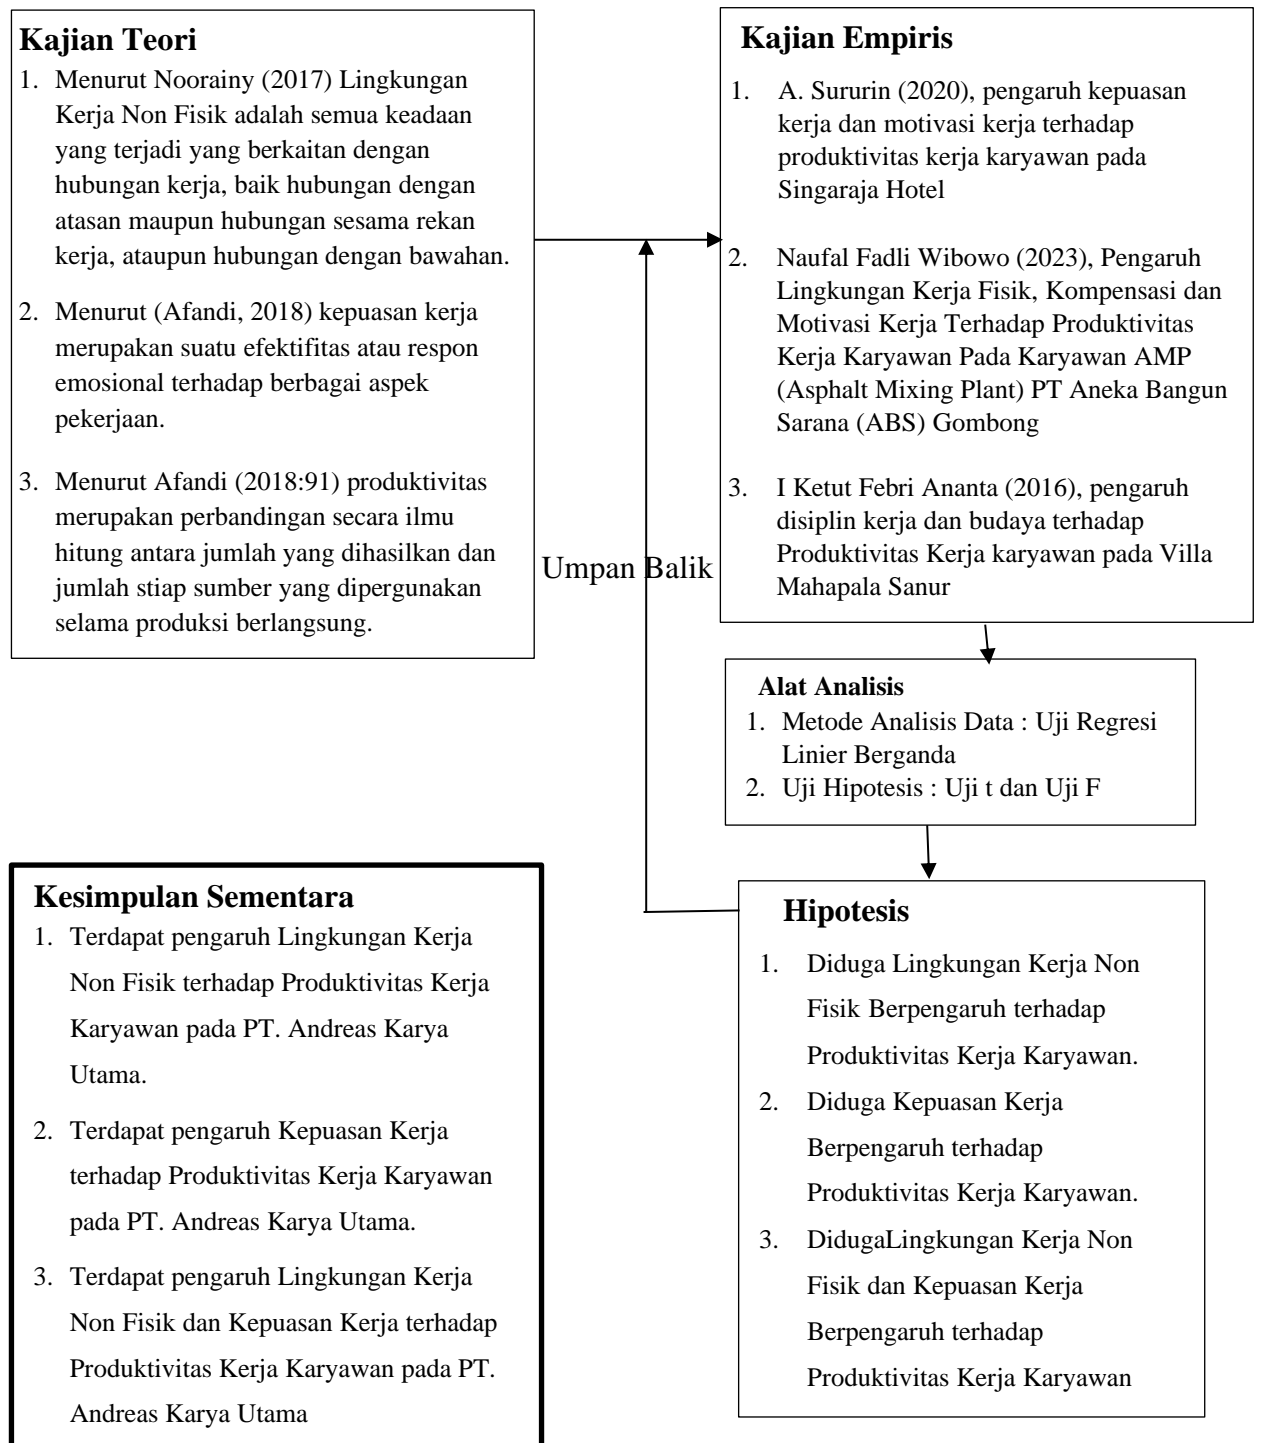 Kajian Teori
1. Menurut Noorainy (2017) Lingkungan
Kerja Non Fisik adalah semua keadaan
yang terjadi yang berkaitan dengan
hubungan kerja, baik hubungan dengan
atasan maupun hubungan sesama rekan
kerja, ataupun hubungan dengan bawahan.
2. Menurut (Afandi, 2018) kepuasan kerja
merupakan suatu efektifitas atau respon
emosional terhadap berbagai aspek
pekerjaan.
3. Menurut Afandi (2018:91) produktivitas
merupakan perbandingan secara ilmu
hitung antara jumlah yang dihasilkan dan
jumlah stiap sumber yang dipergunakan
selama produksi berlangsung.
Umpan Balik
Kajian Empiris
1. A. Sururin (2020), pengaruh kepuasan
kerja dan motivasi kerja terhadap
produktivitas kerja karyawan pada
Singaraja Hotel
2. Naufal Fadli Wibowo (2023), Pengaruh
Lingkungan Kerja Fisik, Kompensasi dan
Motivasi Kerja Terhadap Produktivitas
Kerja Karyawan Pada Karyawan AMP
(Asphalt Mixing Plant) PT Aneka Bangun
Sarana (ABS) Gombong
3. I Ketut Febri Ananta (2016), pengaruh
disiplin kerja dan budaya terhadap
Produktivitas Kerja karyawan pada Villa
Mahapala Sanur
Alat Analisis
1. Metode Analisis Data : Uji Regresi
Linier Berganda
2. Uji Hipotesis : Uji t dan Uji F
Hipotesis
1. Diduga Lingkungan Kerja Non
Fisik Berpengaruh terhadap
Produktivitas Kerja Karyawan.
2. Diduga Kepuasan Kerja
Berpengaruh terhadap
Produktivitas Kerja Karyawan.
3. DidugaLingkungan Kerja Non
Fisik dan Kepuasan Kerja
Berpengaruh terhadap
Produktivitas Kerja Karyawan
Kesimpulan Sementara
1. Terdapat pengaruh Lingkungan Kerja
Non Fisik terhadap Produktivitas Kerja
Karyawan pada PT. Andreas Karya
Utama.
2. Terdapat pengaruh Kepuasan Kerja
terhadap Produktivitas Kerja Karyawan
pada PT. Andreas Karya Utama.
3. Terdapat pengaruh Lingkungan Kerja
Non Fisik dan Kepuasan Kerja terhadap
Produktivitas Kerja Karyawan pada PT.
Andreas Karya Utama